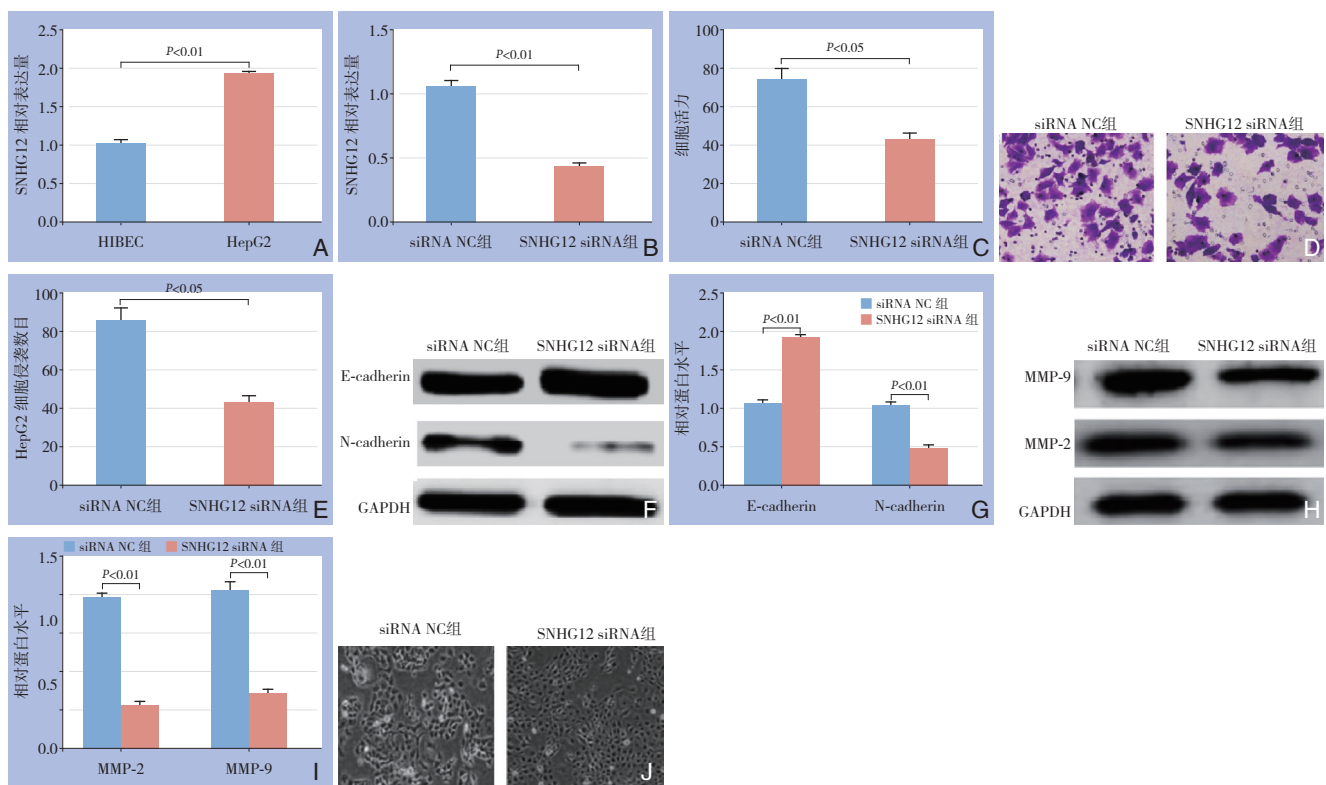 2.5
2.0
1.5
1.0
0.5
0.0
SNHG12 相对表达量
P<0.01
HIBEC HepG2
A
1.5
1.0
0.5
0.0
SNHG12 相对表达量
P<0.01
siRNA NC组 SNHG12 siRNA组
B
100
80
60
40
20
0
细胞活力
P<0.05
siRNA NC组 SNHG12 siRNA组
C
siRNA NC组 SNHG12 siRNA组
D
100
80
60
40
20
0
HepG2 细胞侵袭数目
P<0.05
siRNA NC组 SNHG12 siRNA组
E
siRNA NC组 SNHG12 siRNA组
E-cadherin
N-cadherin
GAPDH
F
2.5
2.0
1.5
1.0
0.5
0.0
相对蛋白水平
siRNA NC 组
SNHG12 siRNA 组
P<0.01
P<0.01
E-cadherin N-cadherin
G
siRNA NC组 SNHG12 siRNA组
MMP-9
MMP-2
GAPDH
H
siRNA NC 组 SNHG12 siRNA 组
1.5
1.0
0.5
0.0
相对蛋白水平
P<0.01
P<0.01
MMP-2 MMP-9
I
siRNA NC组 SNHG12 siRNA组
J